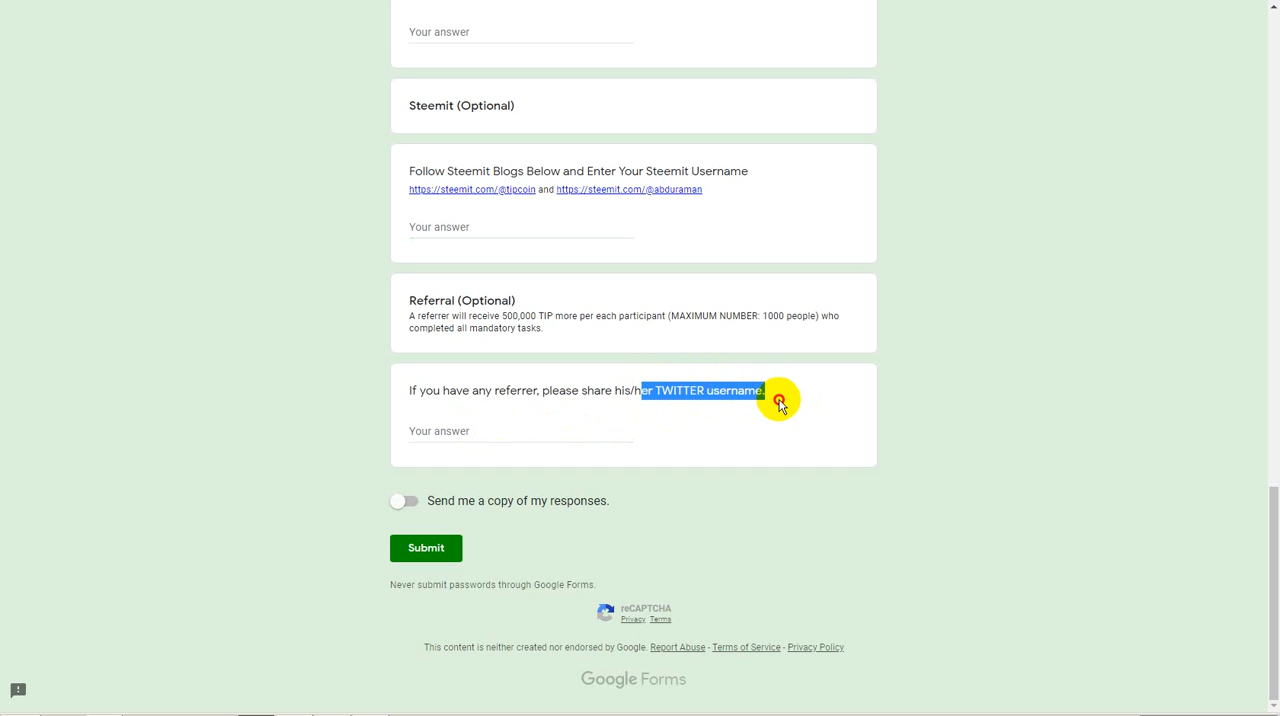 Your answer
Steemit (Optional)
Follow Steemit Blogs Below and Enter Your Steemit Username
https://steemit.com/@tipcoin and https://steemit.com/@abduraman
Your answer
Referral (Optional)
A referrer will receive 500,000 TIP more per each participant (MAXIMUM NUMBER: 1000 people) who
completed all mandatory tasks.
If you have any referrer, please share his/her TWITTER username.
Your answer
Send me a copy of my responses.
Submit
Never submit passwords through Google Forms.
reCAPTCHA
Privacy Terms
This content is neither created nor endorsed by Google. Report Abuse - Terms of Service - Privacy Policy
Google Forms